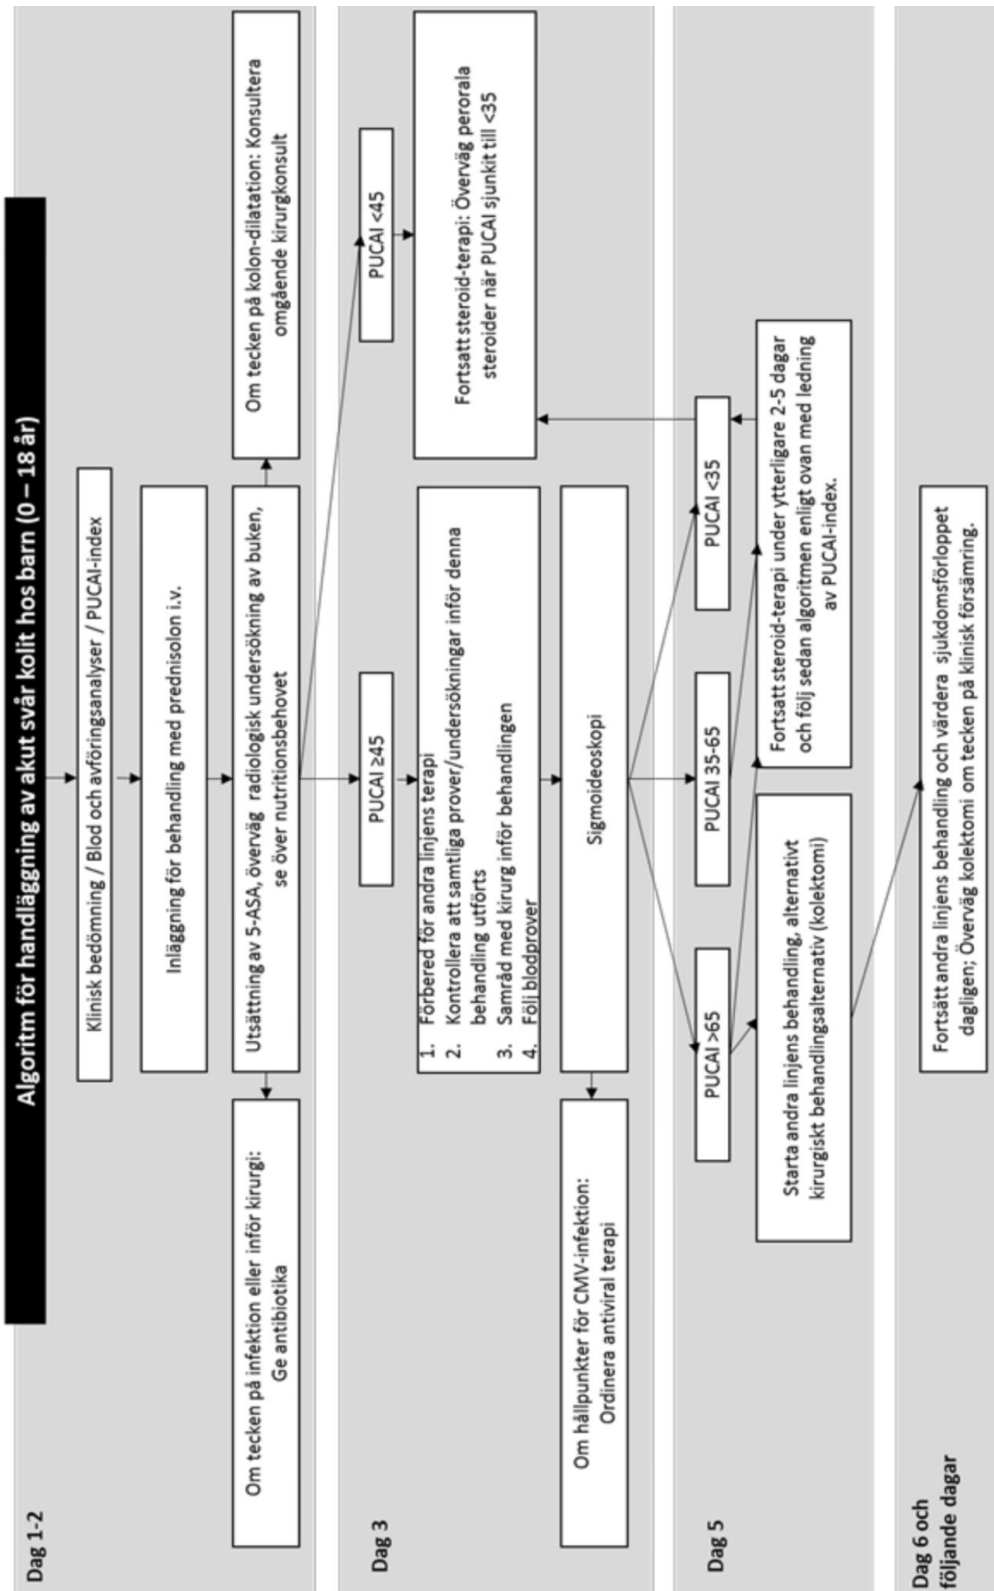 Algoritm för handläggning av akut svår kolit hos barn (0 – 18 år)
Dag 1-2
Klinisk bedömning / Blod och avföringsanalyser / PUCAI-index
Inläggning för behandling med prednisolon i.v.
Om tecken på infektion eller inför kirurgi:
Ge antibiotika
Utsättning av 5-ASA, överväg radiologisk undersökning av buken,
se över nutritionsbehovet
Om tecken på kolon-dilatation: Konsultera
omgående kirurgkonsult
Dag 3
PUCAI ≥45
PUCAI <45
1. Förbered för andra linjens terapi
2. Kontrollera att samtliga prover/undersökningar inför denna
behandling utförts
3. Samråd med kirurg inför behandlingen
4. Följ blodprover
Fortsatt steroid-terapi: Överväg perorala
steroider när PUCAI sjunkit till <35
Om hållpunkter för CMV-infektion:
Ordinera antiviral terapi
Sigmoideoskopi
Dag 5
PUCAI >65
PUCAI 35-65
PUCAI <35
Starta andra linjens behandling, alternativt
kirurgiskt behandlingsalternativ (kolektomi)
Fortsatt steroid-terapi under ytterligare 2-5 dagar
och följ sedan algoritmen enligt ovan med ledning
av PUCAI-index.
Dag 6 och
följande dagar
Fortsätt andra linjens behandling och värdera sjukdomsförloppet
dagligen; Överväg kolektomi om tecken på klinisk försämring.